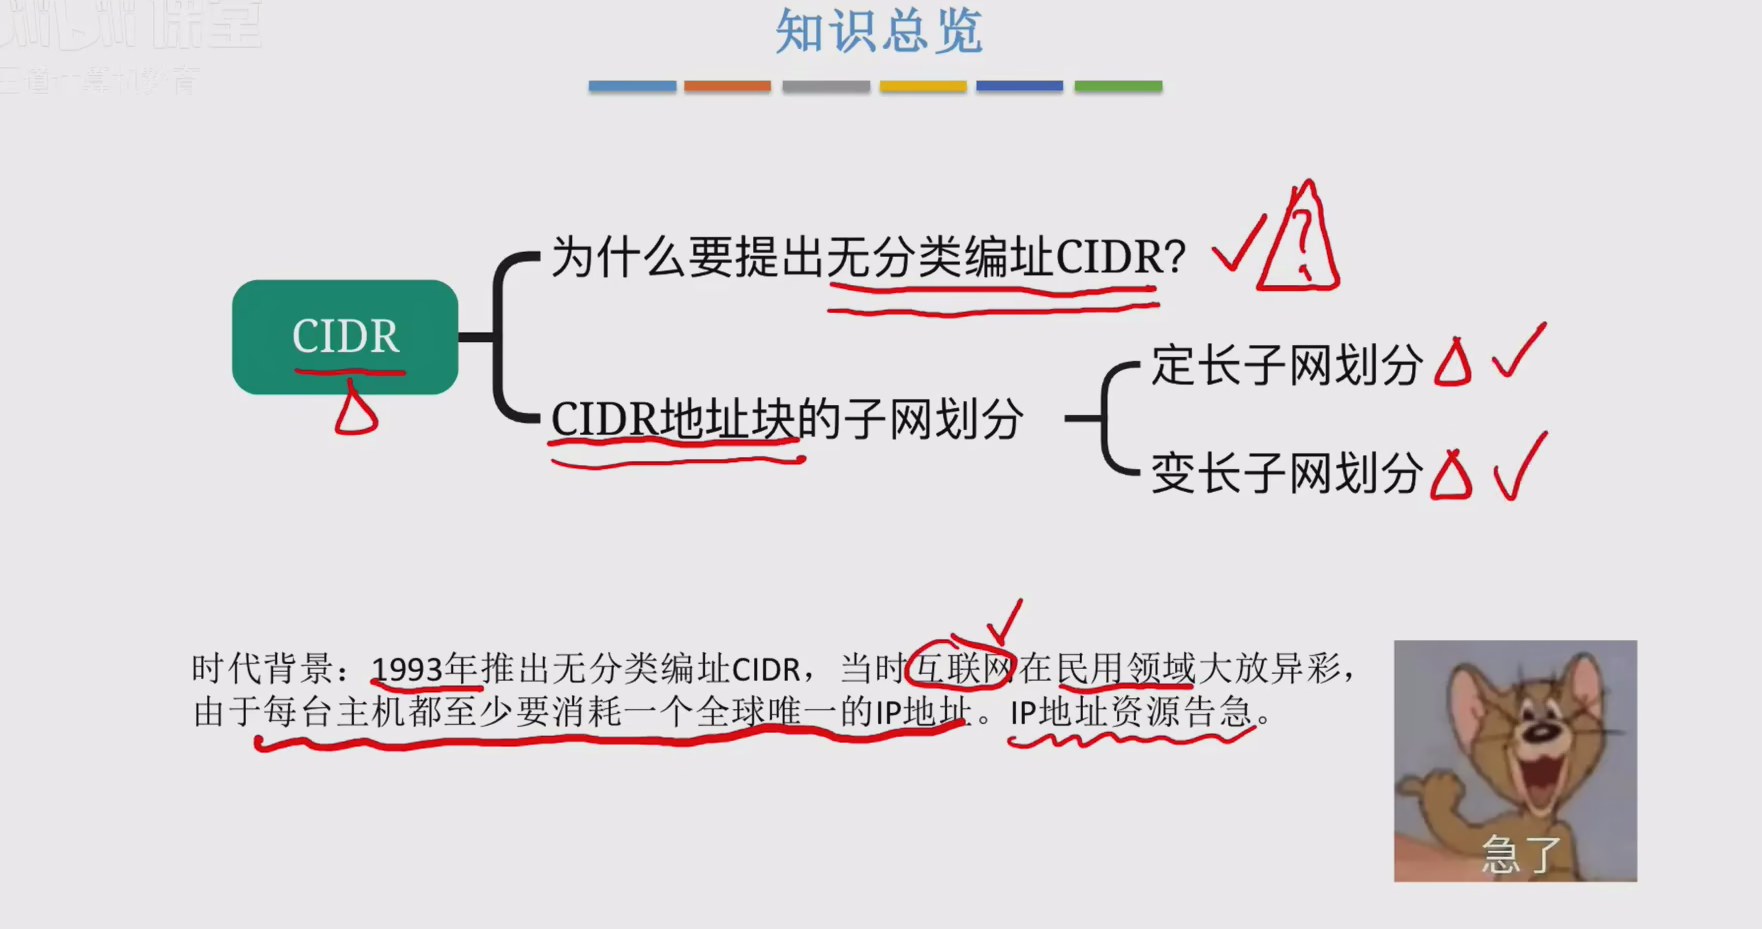 知识总览
为什么要提出无分类编址CIDR?
CIDR
定长子网划分
CIDR地址块的子网划分
变长子网划分
时代背景：1993年推出无分类编址CIDR，当时互联网在民用领域大放异彩，
由于每台主机都至少要消耗一个全球唯一的IP地址。IP地址资源告急。
急了